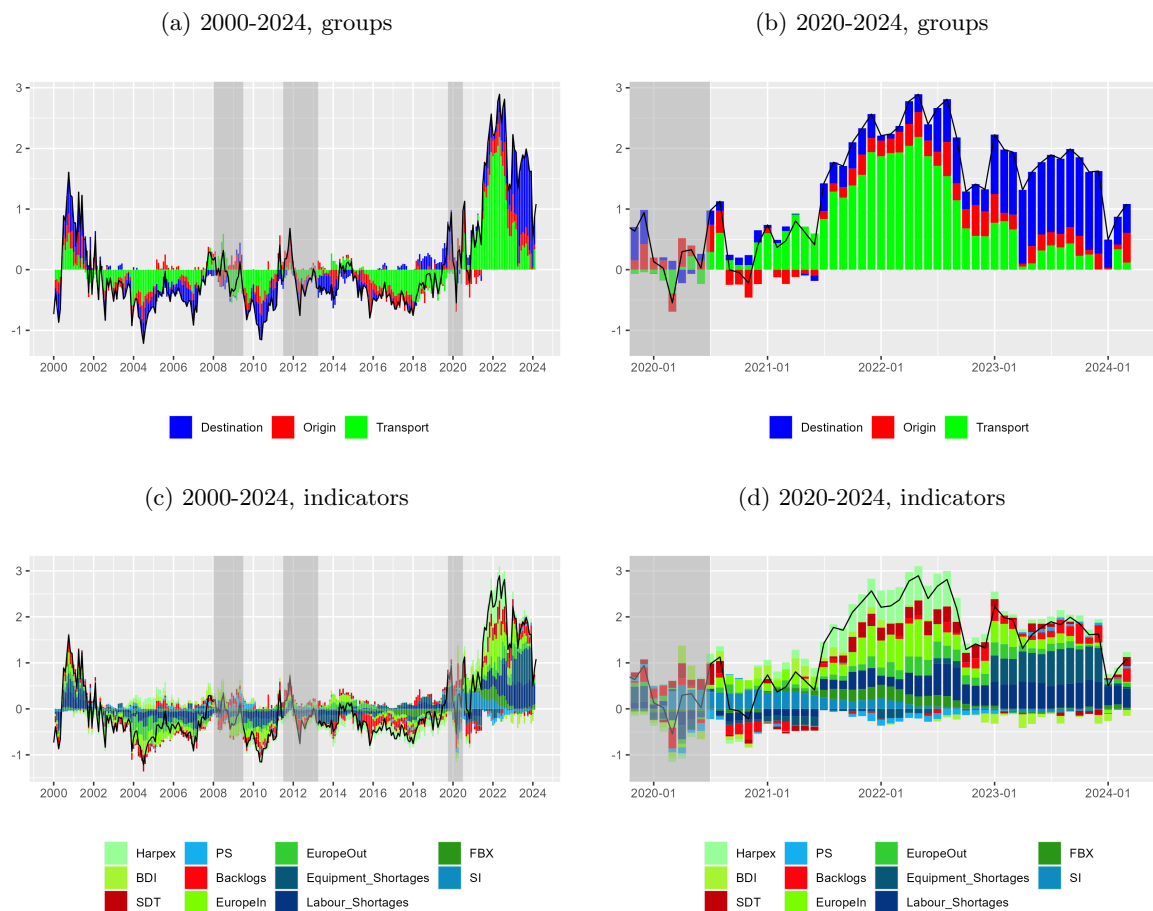 (a) 2000-2024, groups
(b) 2020-2024, groups
3
2
1
0
-1
2000 2002 2004 2006 2008 2010 2012 2014 2016 2018 2020 2022 2024
3
2
1
0
-1
2020-01 2021-01 2022-01 2023-01 2024-01
Destination Origin Transport
Destination Origin Transport
(c) 2000-2024, indicators
(d) 2020-2024, indicators
3
2
1
0
-1
2000 2002 2004 2006 2008 2010 2012 2014 2016 2018 2020 2022 2024
3
2
1
0
-1
2020-01 2021-01 2022-01 2023-01 2024-01
Harpex PS EuropeOut FBX
BDI Backlogs Equipment_Shortages SI
SDT EuropeIn Labour_Shortages
Harpex PS EuropeOut FBX
BDI Backlogs Equipment_Shortages SI
SDT EuropeIn Labour_Shortages